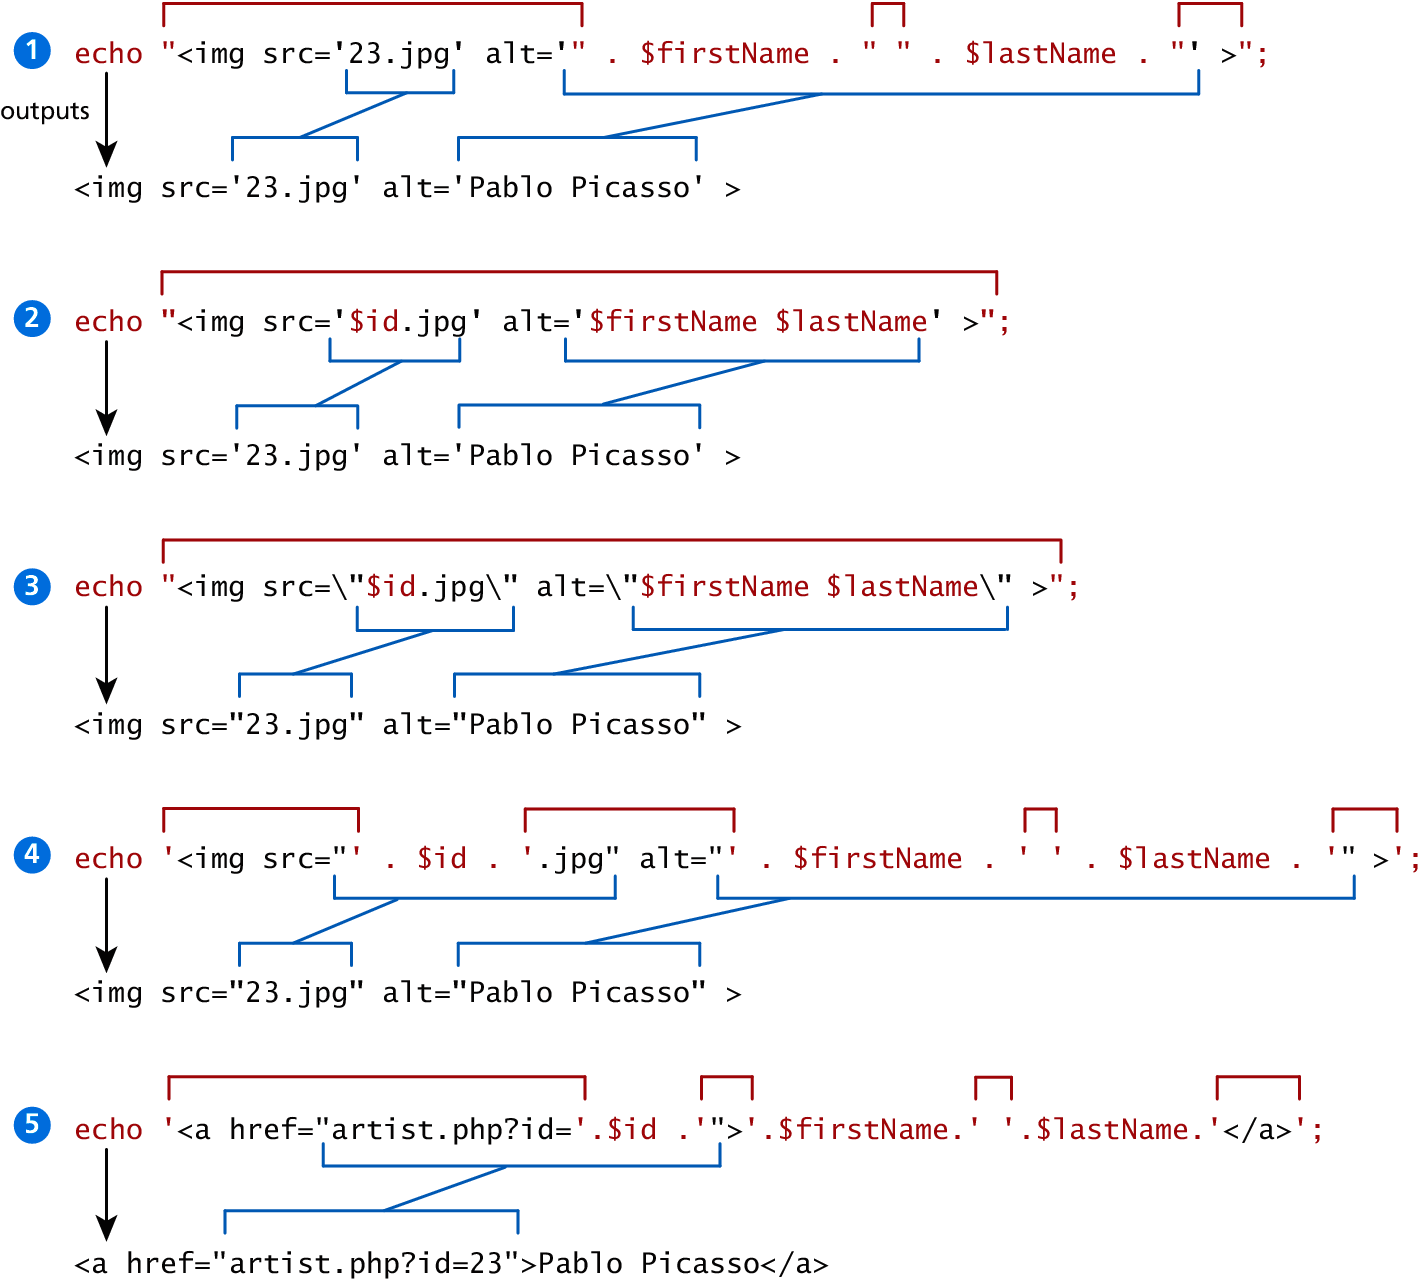 1 echo "<img src='23.jpg' alt='" . $firstName . " " . $lastName . "' >";
outputs
<img src='23.jpg' alt='Pablo Picasso' >
2 echo "<img src='$id.jpg' alt='$firstName $lastName' >";
<img src='23.jpg' alt='Pablo Picasso' >
3 echo "<img src=\"$id.jpg\" alt=\"$firstName $lastName\" >";
<img src="23.jpg" alt="Pablo Picasso" >
4 echo '<img src="' . $id . '.jpg" alt="' . $firstName . ' ' . $lastName . '" >';
<img src="23.jpg" alt="Pablo Picasso" >
5 echo '<a href="artist.php?id='.$id .'">'.$firstName.' '.$lastName.'</a>';
<a href="artist.php?id=23">Pablo Picasso</a>